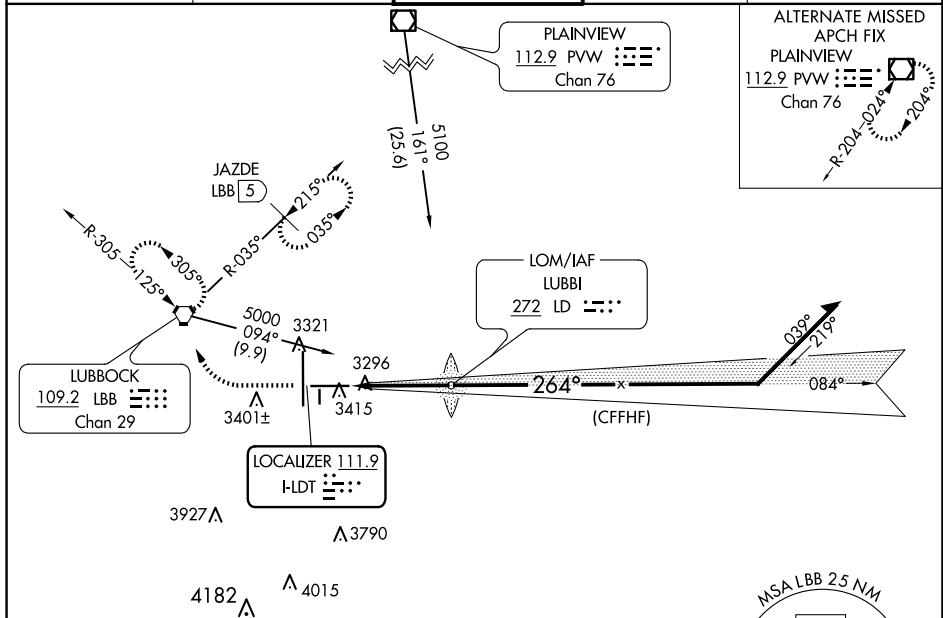 PLAINVIEW
112.9 PVW
Chan 76
ALTERNATE MISSED
APCH FIX
PLAINVIEW
112.9 PVW
Chan 76
R-204
024°
204°
5100
161°
(25.6)
JAZDE
LBB 5
215°
035°
R-035°
R-305
125°
305°
LOM/IAF
LUBBI
272 LD
5000
094°
(9.9)
3321
3296
039°
219°
LUBBOCK
109.2 LBB
Chan 29
3401±
3415
264°
x
084°
(CFFHF)
LOCALIZER 111.9
I-LDT
3927
3790
4182
4015
MSA LBB 25 NM